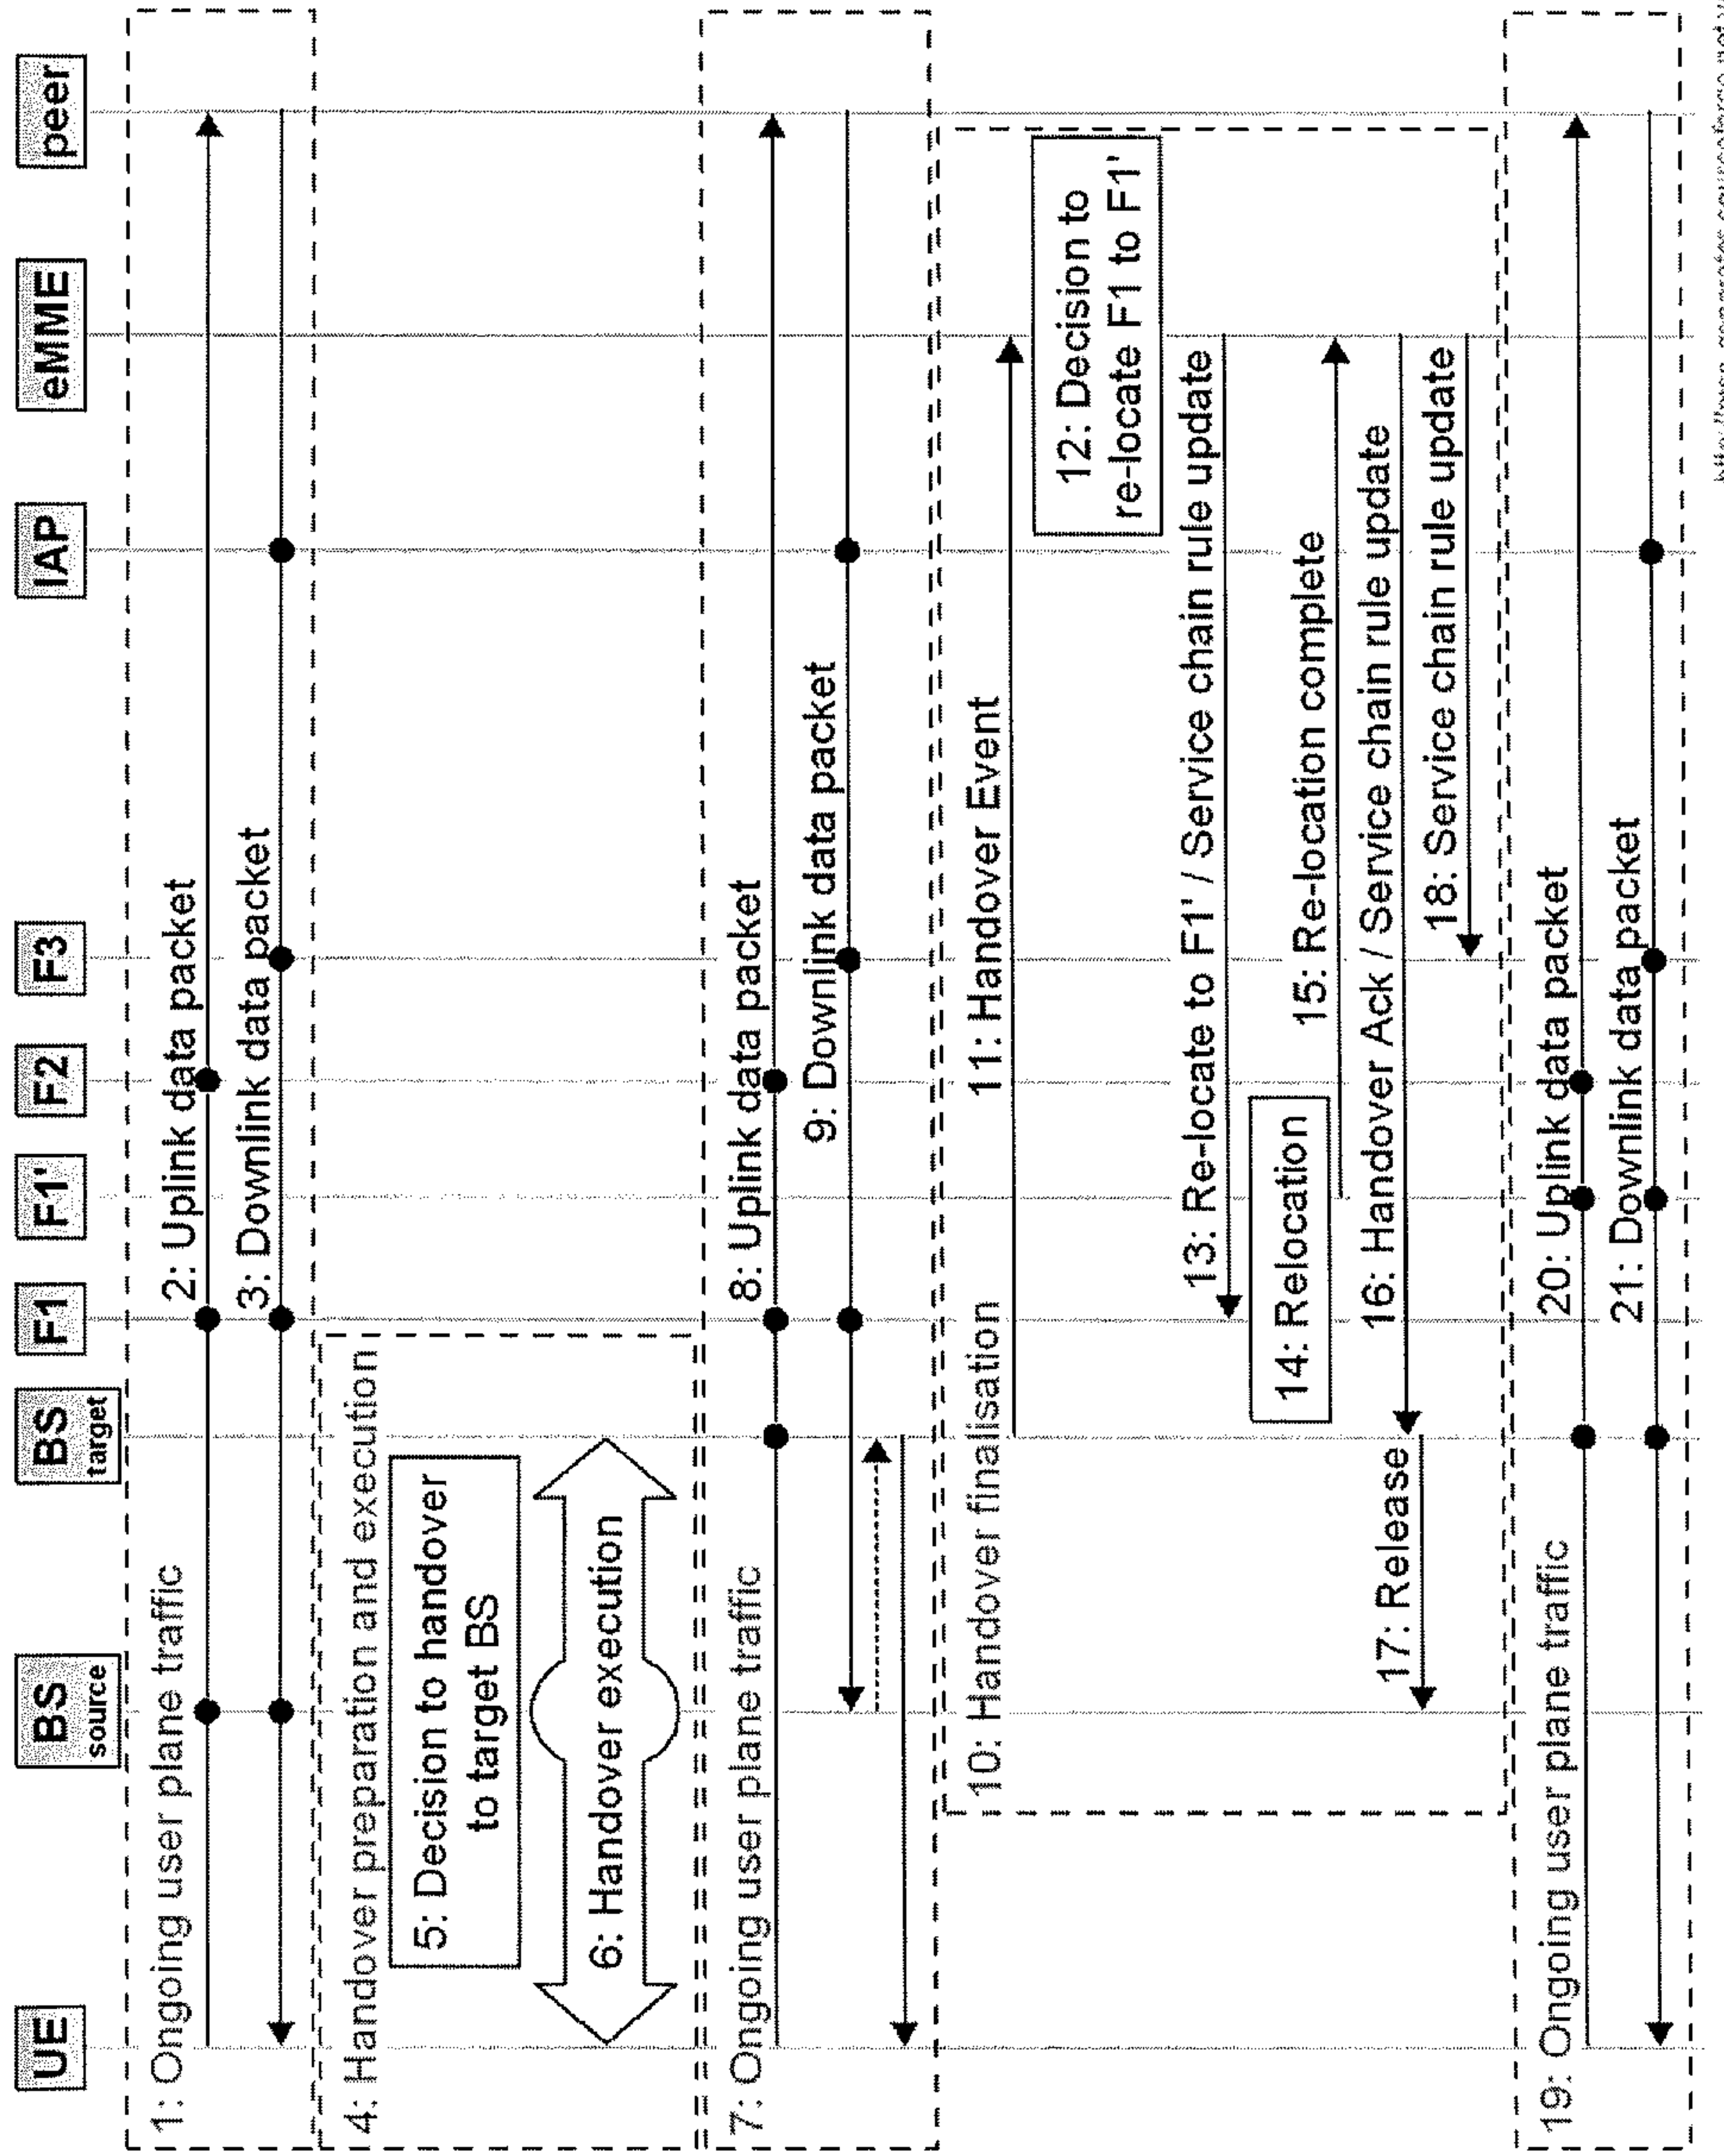 UE
BS
source
BS
target
F1
F1'
F2
F3
IAP
eMME
peer
1: Ongoing user plane traffic
2: Uplink data packet
3: Downlink data packet
4: Handover preparation and execution
5: Decision to handover
to target BS
6: Handover execution
7: Ongoing user plane traffic
8: Uplink data packet
9: Downlink data packet
10: Handover finalisation
11: Handover Event
12: Decision to
re-locate F1 to F1'
13: Re-locate to F1' / Service chain rule update
14: Relocation
15: Re-location complete
16: Handover Ack / Service chain rule update
17: Release
18: Service chain rule update
19: Ongoing user plane traffic
20: Uplink data packet
21: Downlink data packet